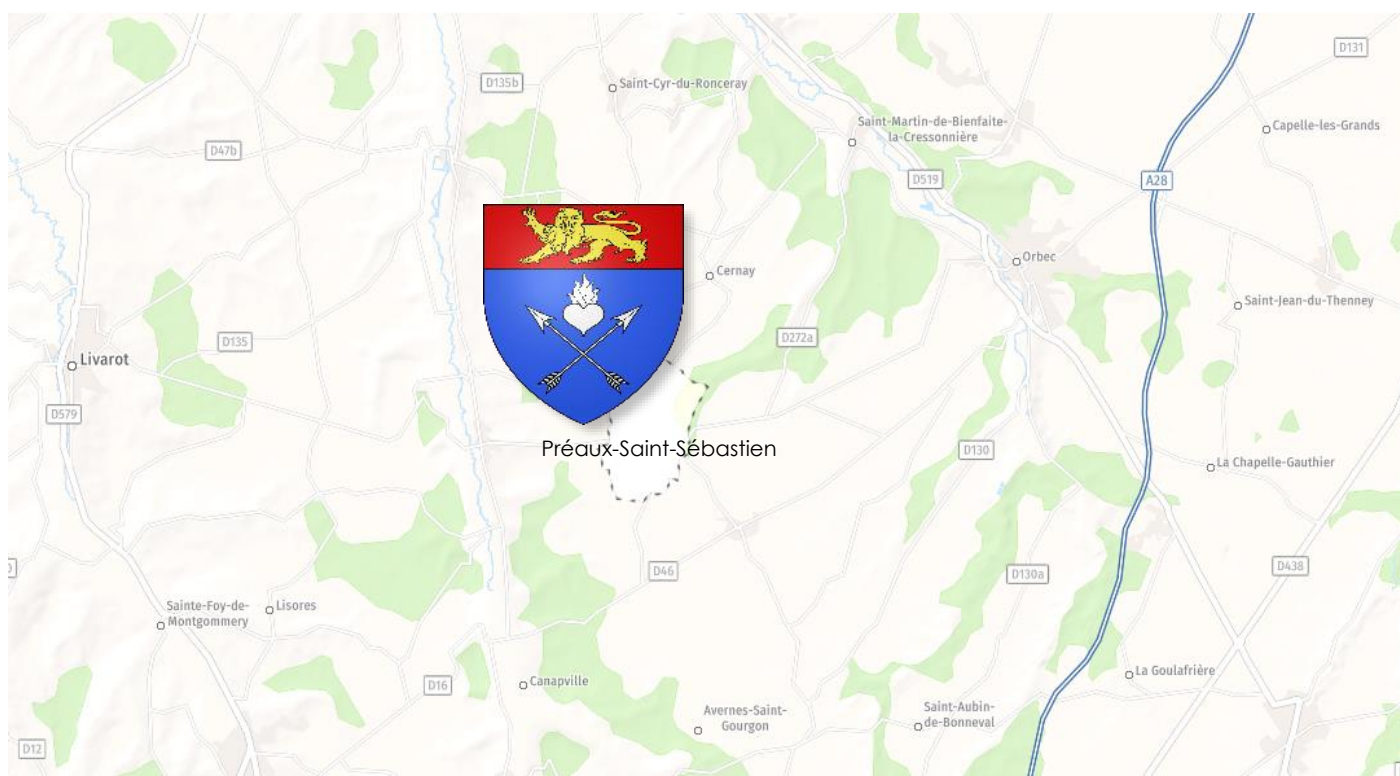 D131
D135b
Saint-Cyr-du-Ronceray
Saint-Martin-de-Bienfaite-
la-Cressonnière
Capelle-les-Grands
D47b
D519
A28
Orbec
Cernay
Saint-Jean-du-Thenney
D135
D272a
Livarot
D579
Préaux-Saint-Sébastien
D130
La Chapelle-Gauthier
D46
D130a
D438
Sainte-Foy-de-
Montgommery
Lisores
D16
Canapville
La Goulafrière
Avernes-Saint-
Gourgon
Saint-Aubin-
de-Bonneval
D12